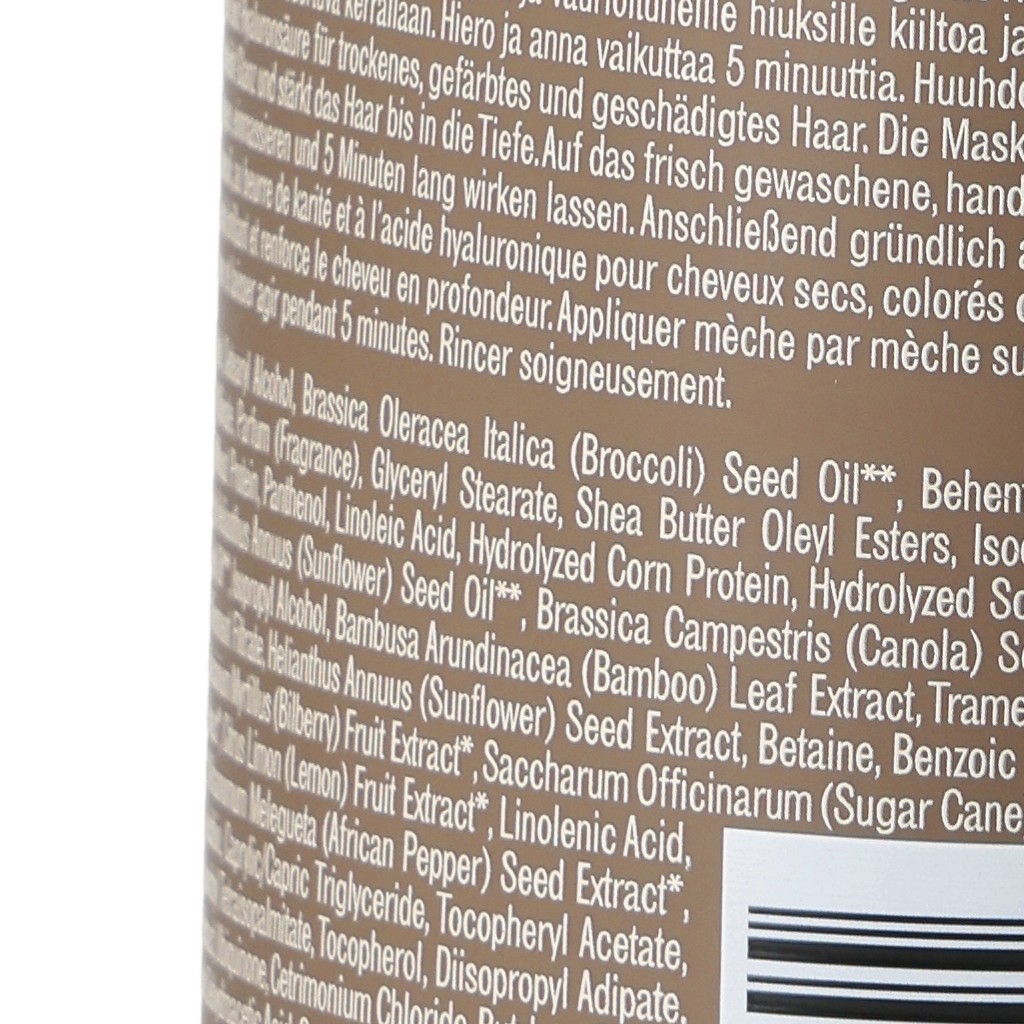 kerrallaan. Hiero ja anna vaikuttaa 5 minuuttia. Huuhde
hiuksille kiiltoa ja
für trockenes, gefärbtes und geschädigtes Haar. Die Mask
und stärkt das Haar bis in die Tiefe. Auf das frisch gewaschene, hand
und 5 Minuten lang wirken lassen. Anschließend gründlich a
beurre de karité et à l'acide hyaluronique pour cheveux secs, colorés
et renforce le cheveu en profondeur. Appliquer mèche par mèche su
agir pendant 5 minutes. Rincer soigneusement.
Alcohol, Brassica Oleracea Italica (Broccoli) Seed Oil**, Behen
Parfum (Fragrance), Glyceryl Stearate, Shea Butter Oleyl Esters, Iso
Protein, Panthenol, Linoleic Acid, Hydrolyzed Corn Protein, Hydrolyzed So
Annuus (Sunflower) Seed Oil**, Brassica Campestris (Canola) S
Alcohol, Bambusa Arundinacea (Bamboo) Leaf Extract, Trame
Helianthus Annuus (Sunflower) Seed Extract, Betaine, Benzoic
(Bilberry) Fruit Extract*, Saccharum Officinarum (Sugar Cane
Limon (Lemon) Fruit Extract*, Linolenic Acid,
Melegueta (African Pepper) Seed Extract*,
Caprylic/Capric Triglyceride, Tocopheryl Acetate,
Tocopherol, Diisopropyl Adipate,
Cetrimonium Chloride,